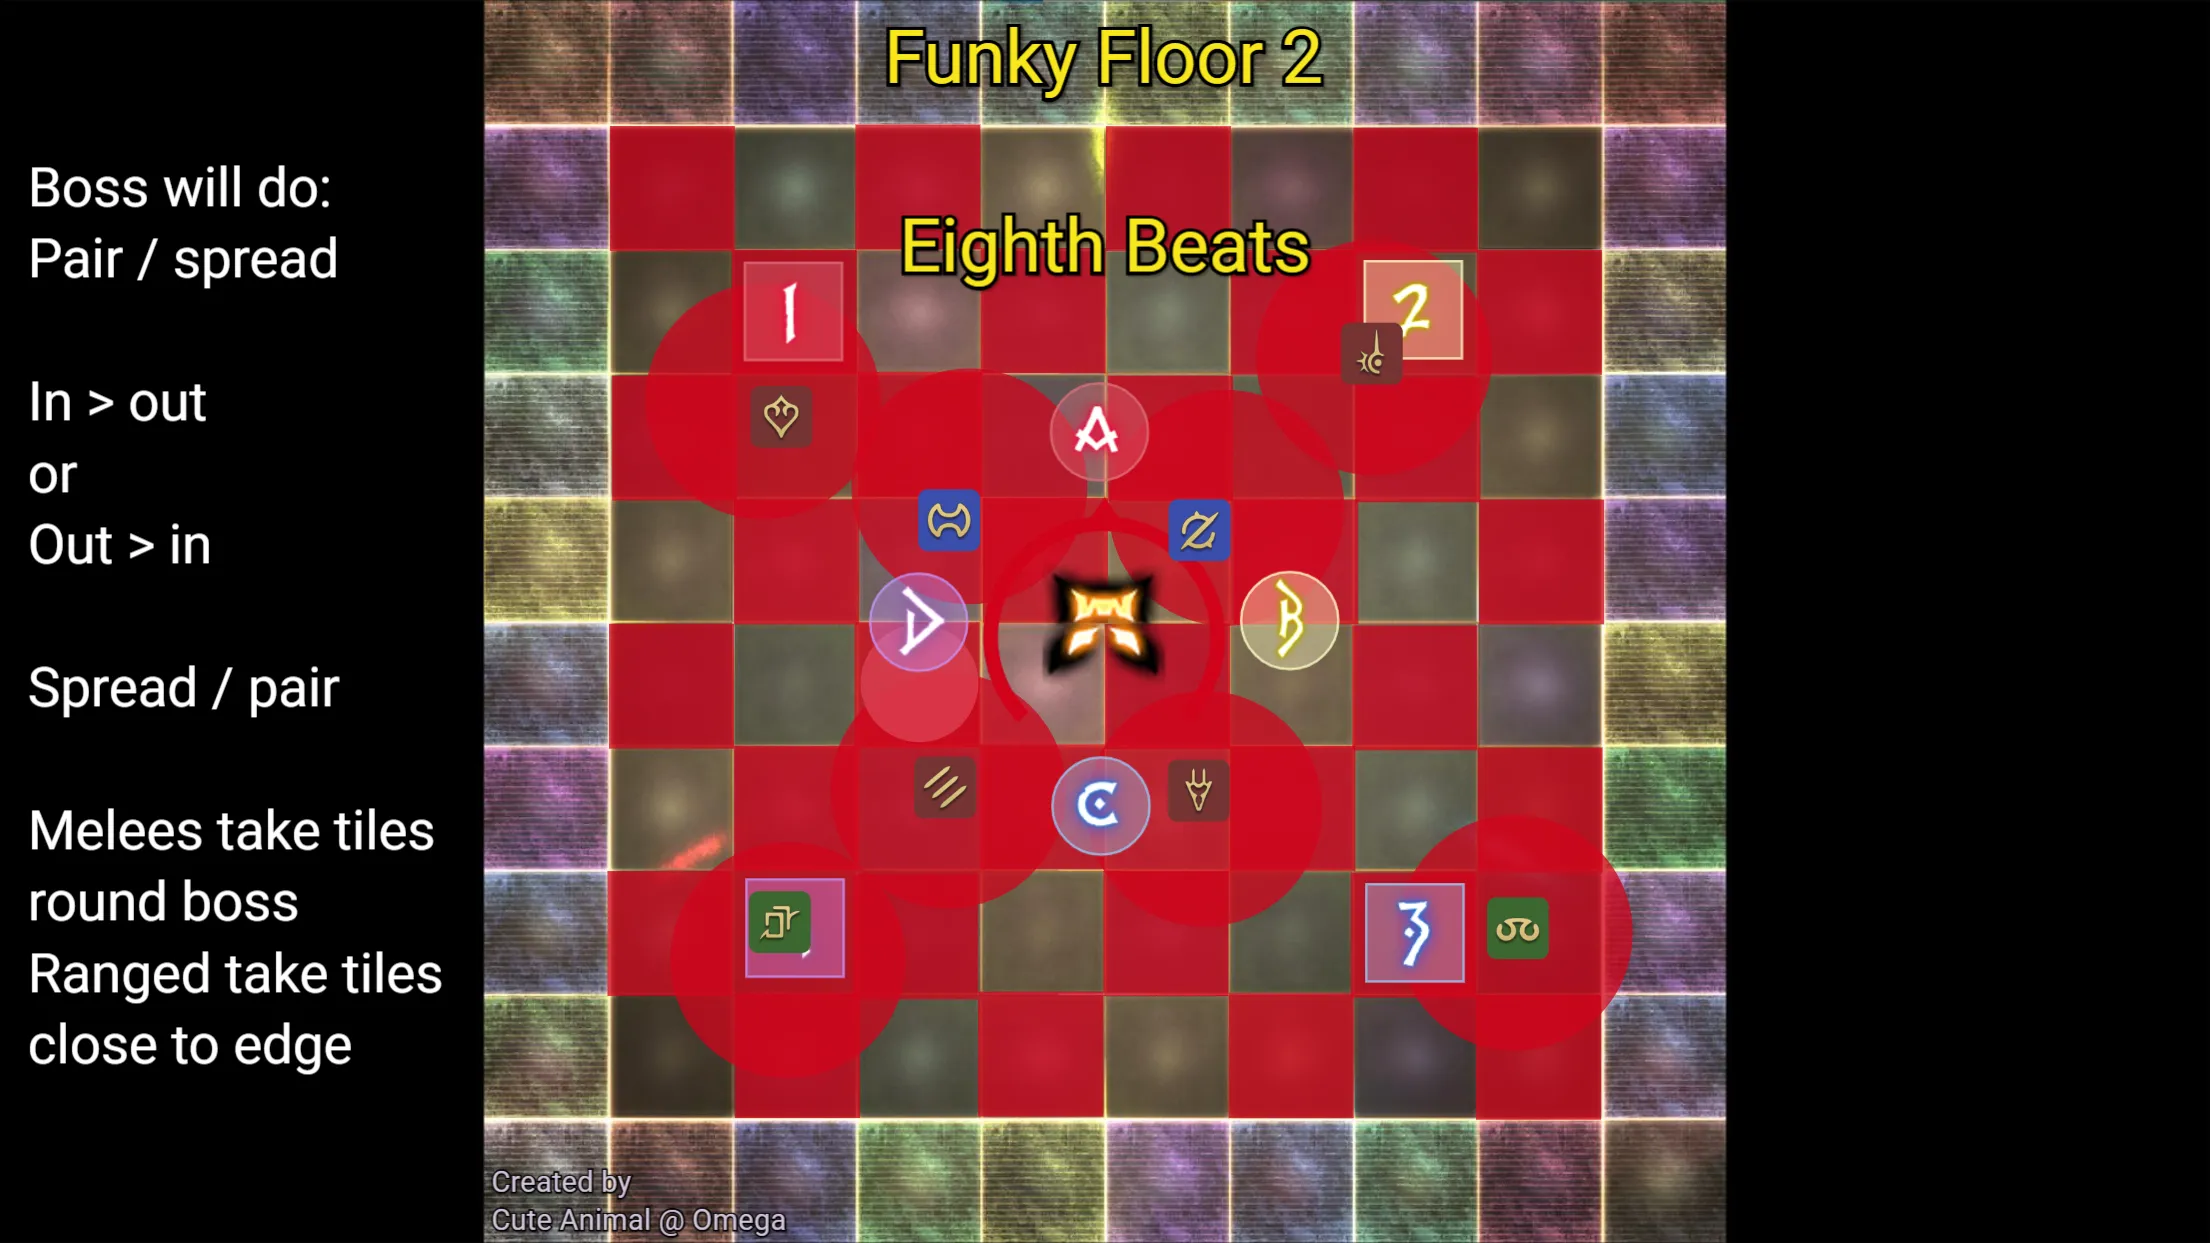 Funky Floor 2
Boss will do:
Pair / spread
Eighth Beats
In > out
or
Out > in
Spread / pair
Melees take tiles
round boss
Ranged take tiles
close to edge
1
2
A
D
B
C
3
Created by
Cute Animal @ Omega